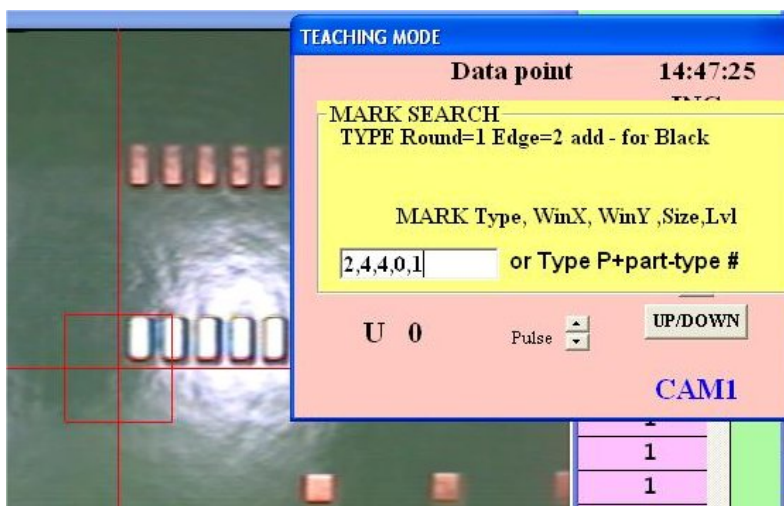 TEACHING MODE
Data point 14:47:25
MARK SEARCH
TYPE Round=1 Edge=2 add - for Black
MARK Type, WinX, WinY ,Size,Lvl
2,4,4,0,1
or Type P+part-type #
U 0
Pulse
UP/DOWN
CAM1
1
1